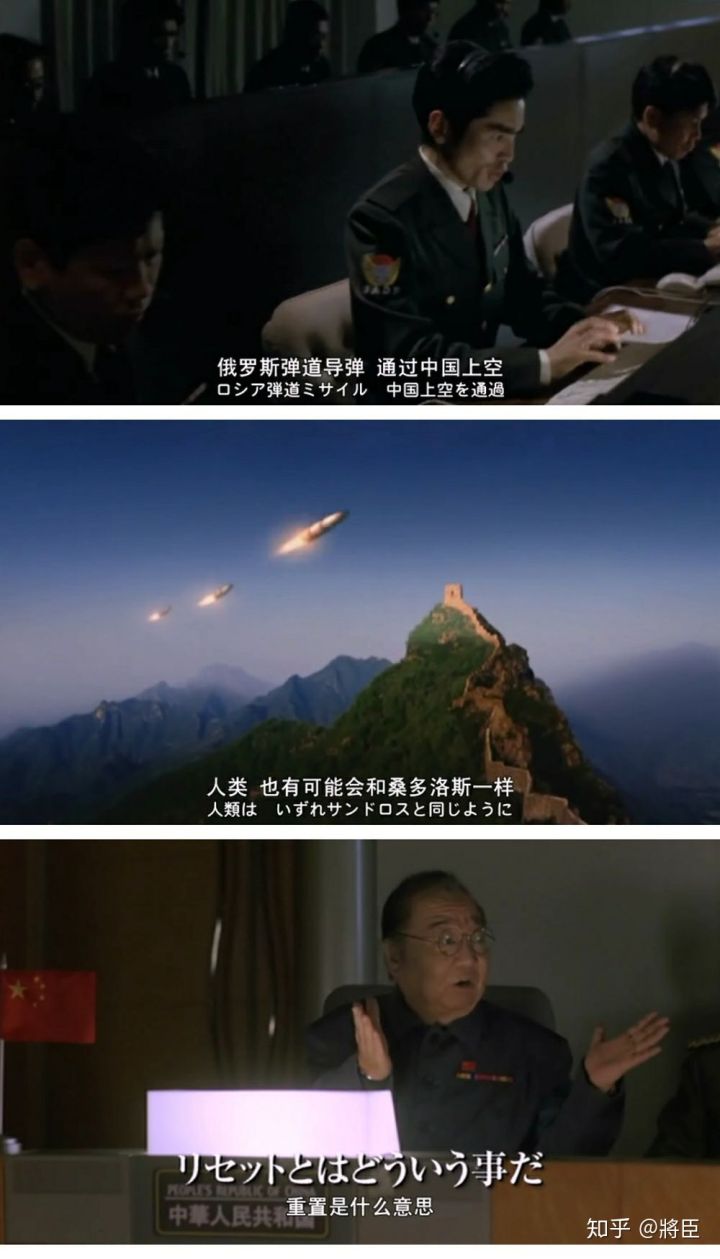 俄罗斯弹道导弹 通过中国上空
ロシア弾道ミサイル 中国上空を通過
人类 也有可能会和桑多洛斯一样
人類は いずれサンドロスと同じように
リセットとはどういう事だ
PEOPLE'S REPUBLIC OF
重置是什么意思
中華人民共和国
知乎 @將臣